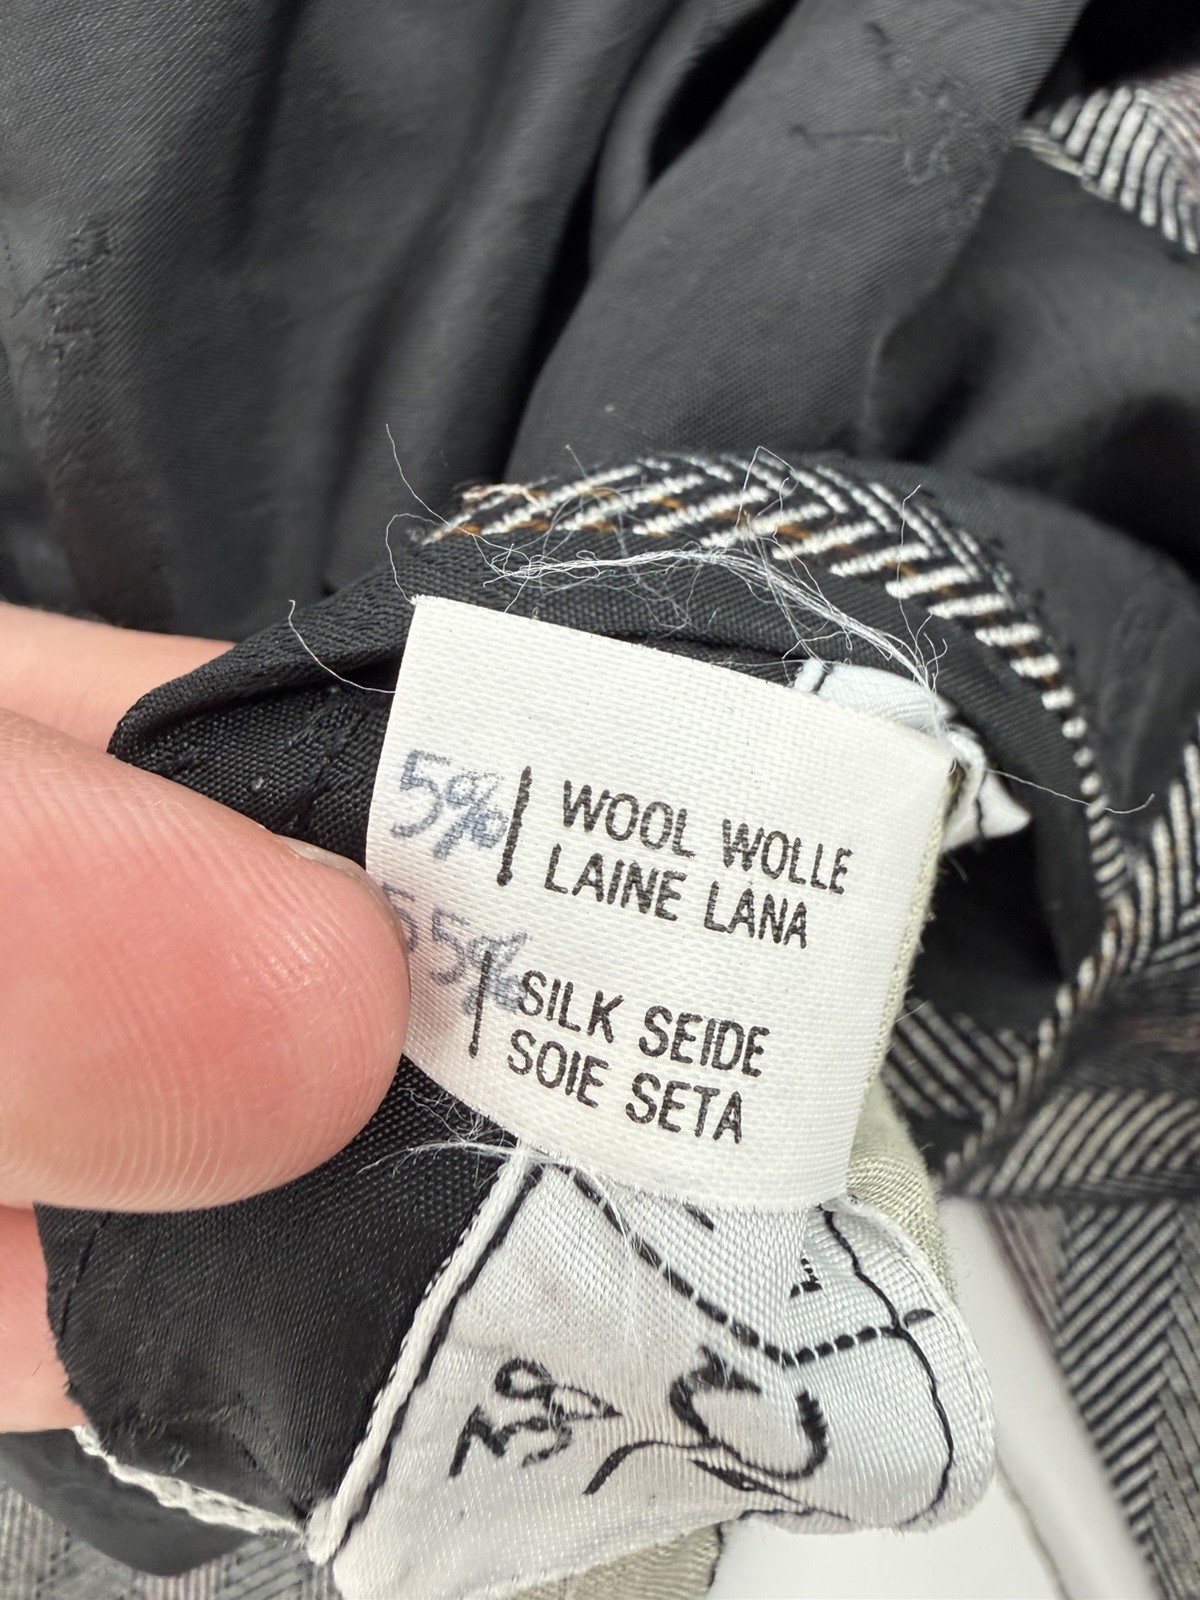 5% | WOOL WOLLE
LAINE LANA
55% | SILK SEIDE
SOIE SETA